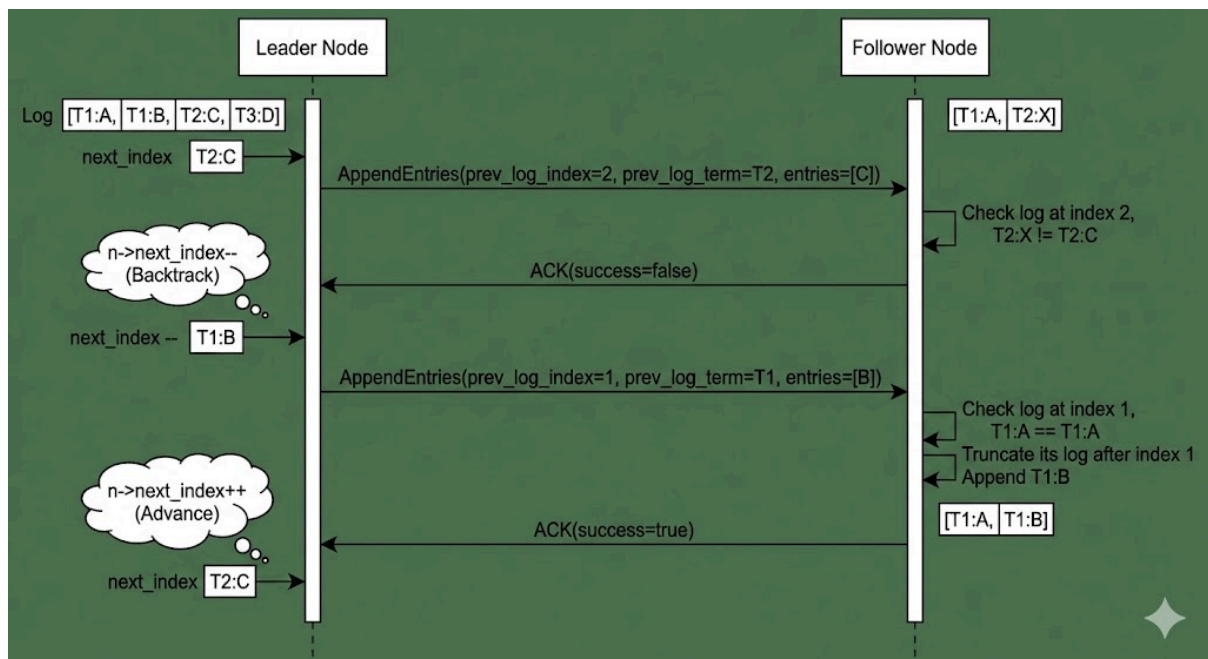 Leader Node
Follower Node
Log [T1:A, T1:B, T2:C, T3:D]
[T1:A, T2:X]
next_index T2:C
AppendEntries(prev_log_index=2, prev_log_term=T2, entries=[C])
Check log at index 2,
T2:X != T2:C
n->next_index--
(Backtrack)
ACK(success=false)
next_index -- T1:B
AppendEntries(prev_log_index=1, prev_log_term=T1, entries=[B])
Check log at index 1,
T1:A == T1:A
Truncate its log after index 1
Append T1:B
n->next_index++
(Advance)
[T1:A, T1:B]
ACK(success=true)
next_index T2:C